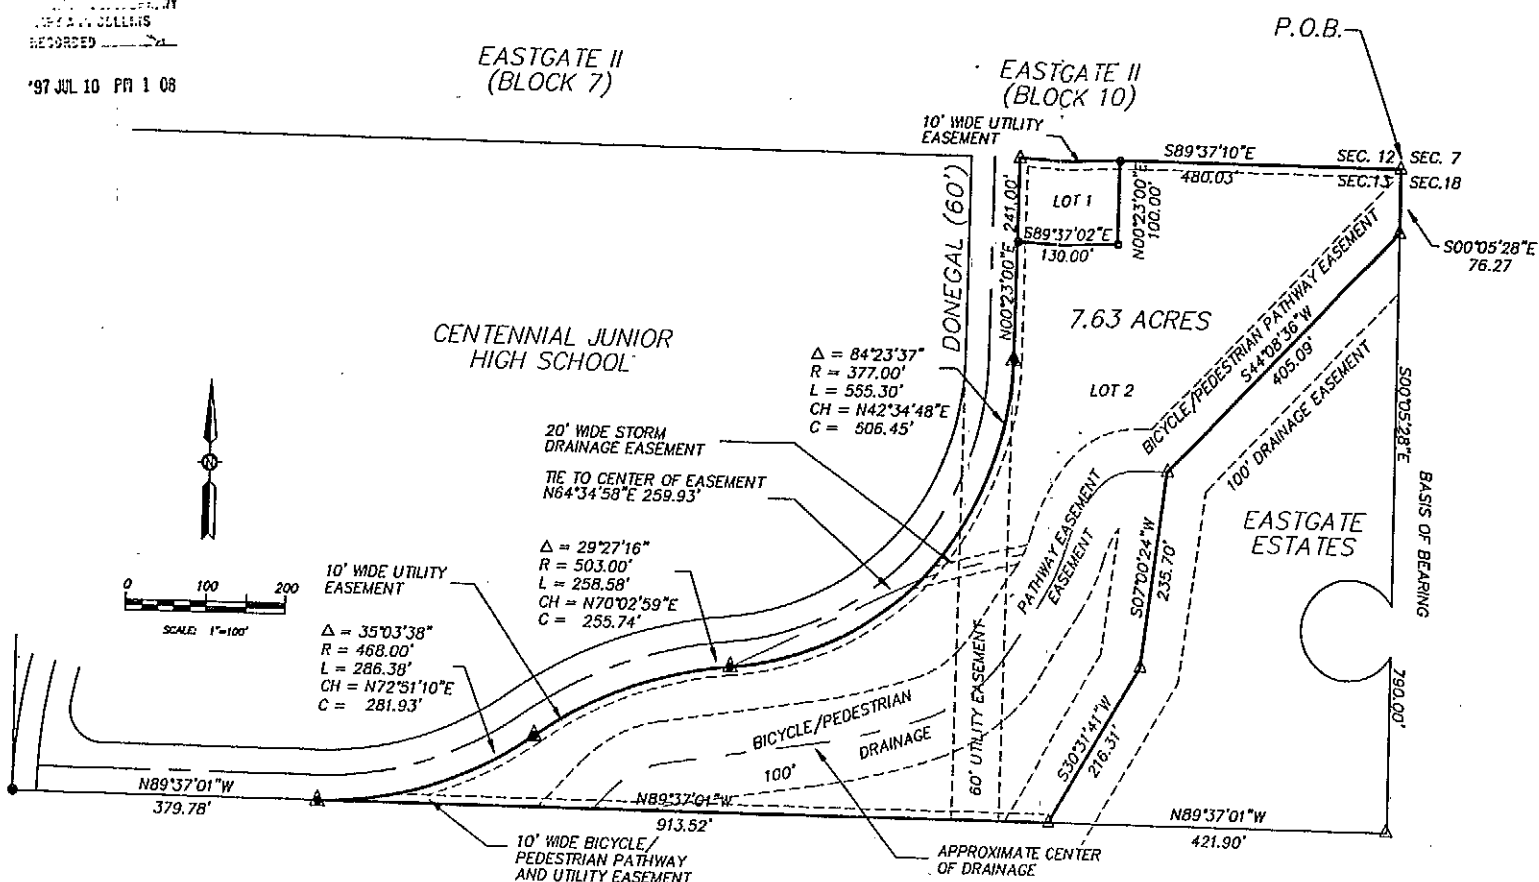 RECORDED
'97 JUL 10 PM 1 08
EASTGATE II
(BLOCK 7)
EASTGATE II
(BLOCK 10)
P.O.B.
10' WIDE UTILITY
EASEMENT
S89°37'10"E
480.03'
SEC. 12
SEC. 7
SEC.13
SEC.18
LOT 1
S89°37'02"E
130.00'
N00°23'00"E
100.00'
S00°05'28"E
76.27
DONEGAL (60')
N00°23'00"E 241.00'
7.63 ACRES
LOT 2
CENTENNIAL JUNIOR
HIGH SCHOOL
Δ = 84°23'37"
R = 377.00'
L = 555.30'
CH = N42°34'48"E
C = 506.45'
BICYCLE/PEDESTRIAN PATHWAY EASEMENT
S44°08'36"W
405.09'
100' DRAINAGE EASEMENT
S00°05'28"E
BASIS OF BEARING
790.00'
20' WIDE STORM
DRAINAGE EASEMENT
TIE TO CENTER OF EASEMENT
N64°34'58"E 259.93'
N
EASTGATE
ESTATES
Δ = 29°27'16"
R = 503.00'
L = 258.58'
CH = N70°02'59"E
C = 255.74'
PATHWAY EASEMENT
EASEMENT
S07°00'24"W
235.70'
0 100 200
SCALE: 1"=100'
10' WIDE UTILITY
EASEMENT
Δ = 35°03'38"
R = 468.00'
L = 286.38'
CH = N72°51'10"E
C = 281.93'
BICYCLE/PEDESTRIAN
DRAINAGE
100'
60' UTILITY EASEMENT
S30°31'41"W
216.31'
N89°37'01"W
379.78'
N89°37'01"W
913.52'
N89°37'01"W
421.90'
10' WIDE BICYCLE/
PEDESTRIAN PATHWAY
AND UTILITY EASEMENT
APPROXIMATE CENTER
OF DRAINAGE